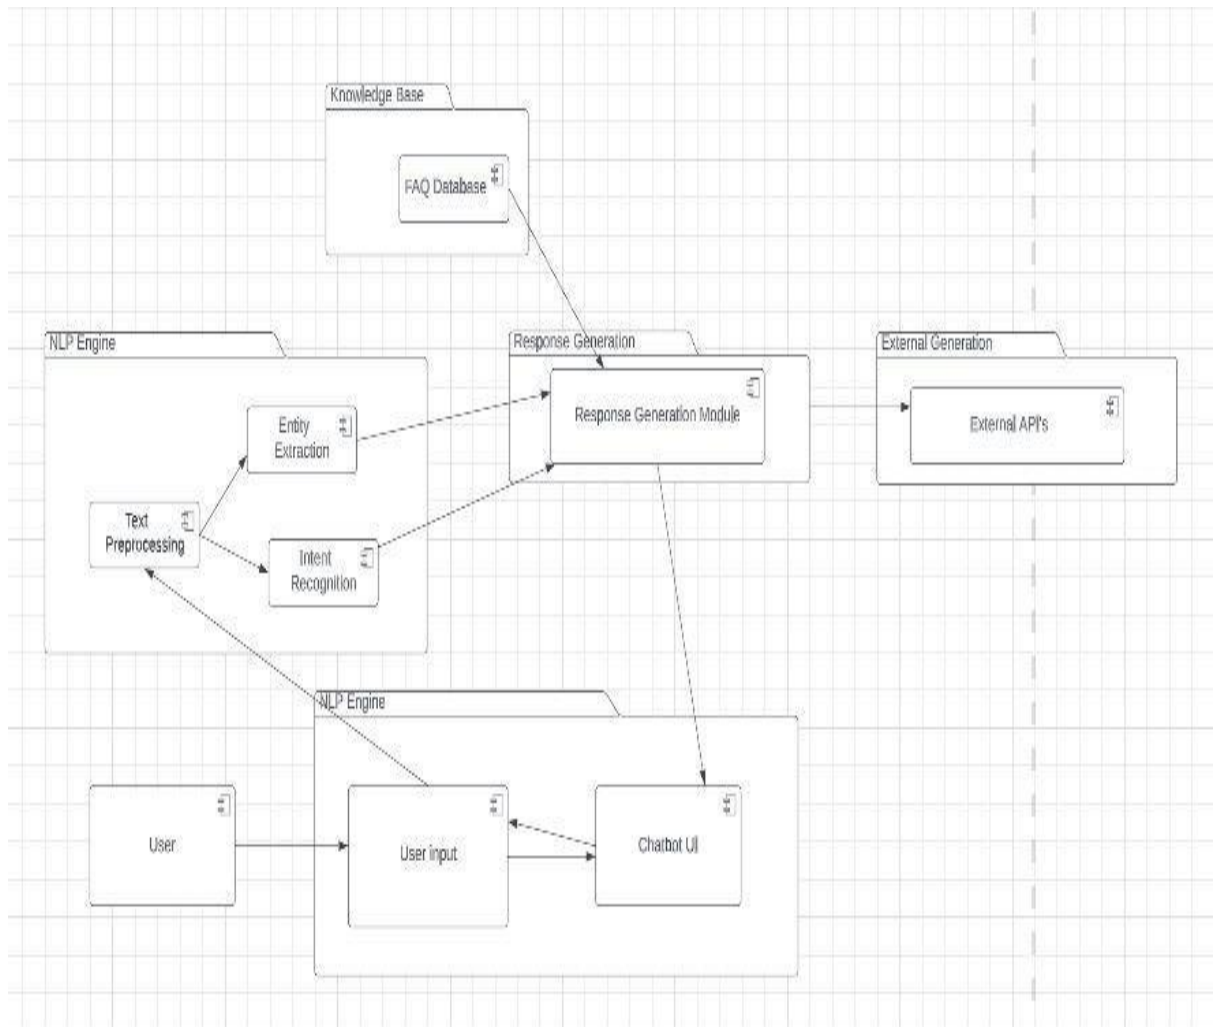 Knowledge Base
FAQ Database
NLP Engine
Entity
Extraction
Text
Preprocessing
Intent
Recognition
Response Generation
Response Generation Module
External Generation
External API's
NLP Engine
User
User input
Chatbot UI